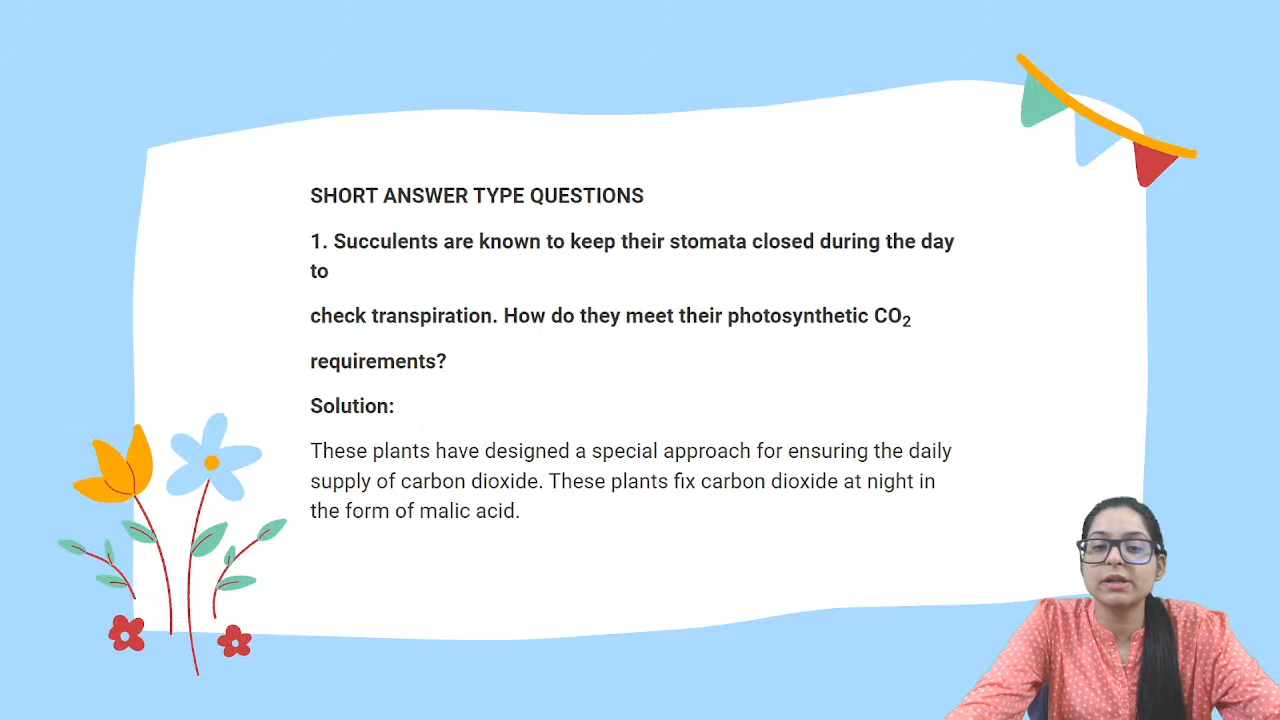 SHORT ANSWER TYPE QUESTIONS
1. Succulents are known to keep their stomata closed during the day
to
check transpiration. How do they meet their photosynthetic CO₂
requirements?
Solution:
These plants have designed a special approach for ensuring the daily
supply of carbon dioxide. These plants fix carbon dioxide at night in
the form of malic acid.